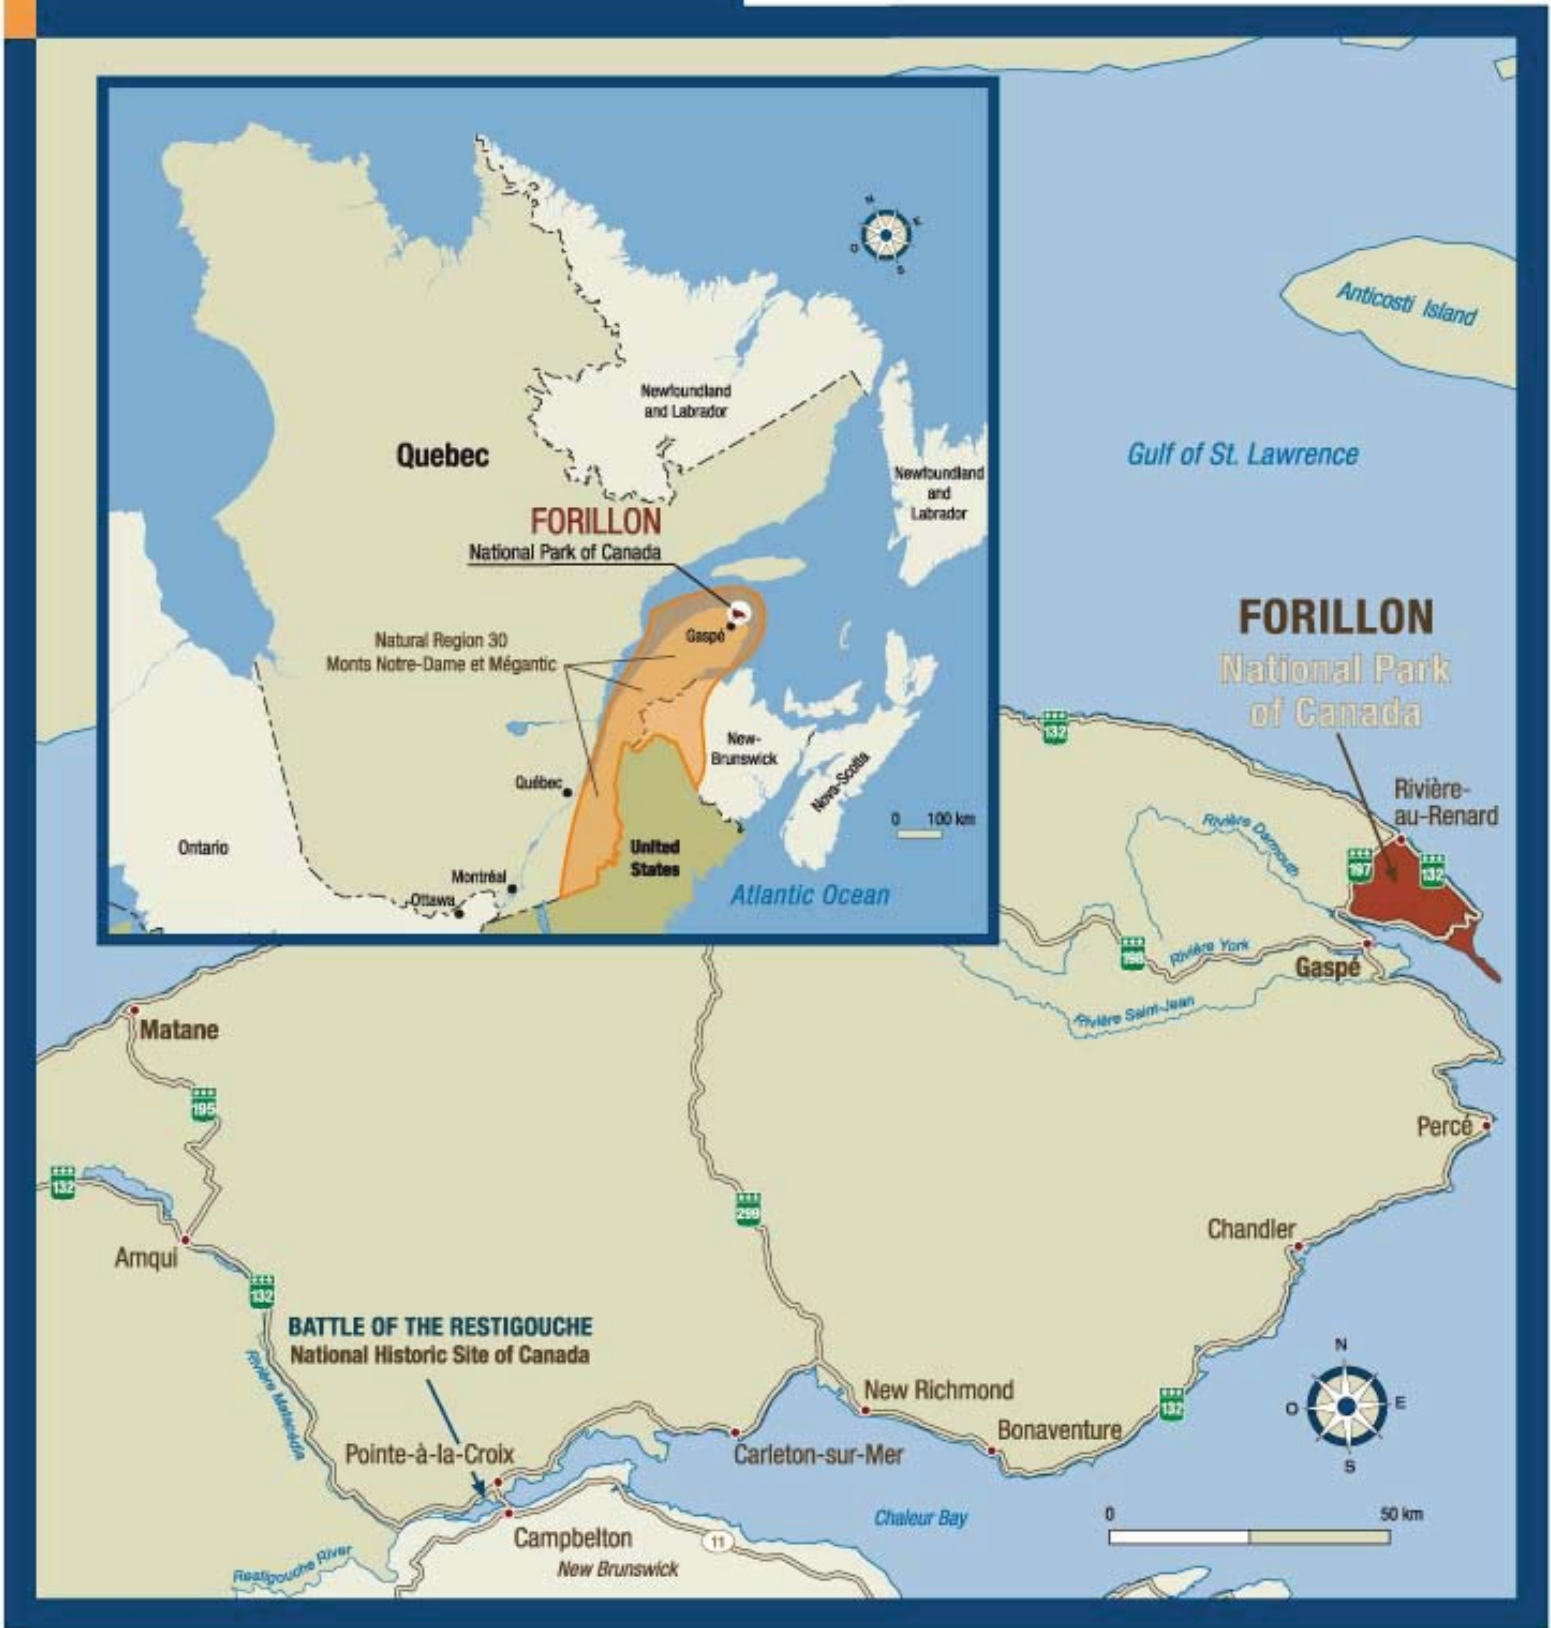 N
E
O
S
Newfoundland
and Labrador
Quebec
Newfoundland
and
Labrador
FORILLON
National Park of Canada
Gaspé
Natural Region 30
Monts Notre-Dame et Mégantic
New-
Brunswick
Nova-Scotia
Québec
0 100 km
Ontario
United
States
Montréal
Ottawa
Atlantic Ocean
Anticosti Island
Gulf of St. Lawrence
FORILLON
National Park
of Canada
132
Rivière-
au-Renard
Rivière Darmouth
197
132
198
Rivière York
Gaspé
Rivière Saint-Jean
Matane
195
Percé
132
299
Chandler
Amqui
132
BATTLE OF THE RESTIGOUCHE
National Historic Site of Canada
Rivière Matapédia
N
O
E
S
New Richmond
132
Bonaventure
Pointe-à-la-Croix
Carleton-sur-Mer
Chaleur Bay
0 50 km
Campbelton
11
New Brunswick
Restigouche River